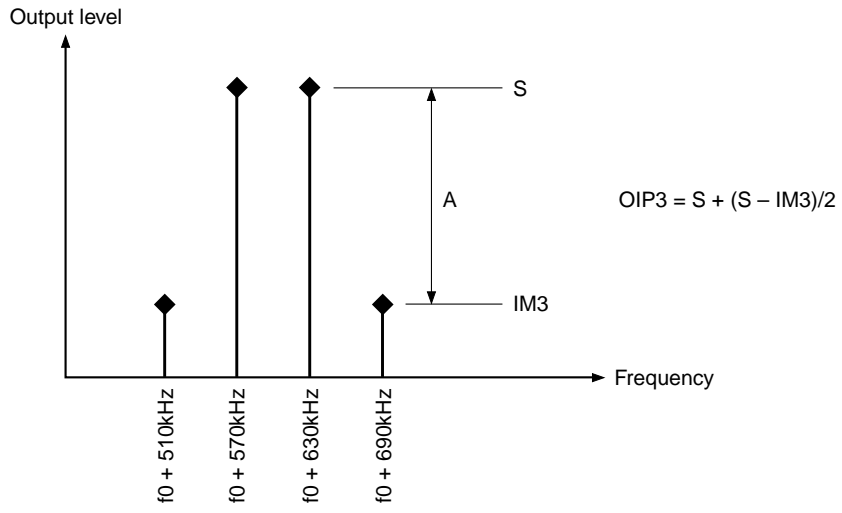 Output level
S
A
OIP3 = S + (S – IM3)/2
IM3
Frequency
f0 + 510kHz
f0 + 570kHz
f0 + 630kHz
f0 + 690kHz